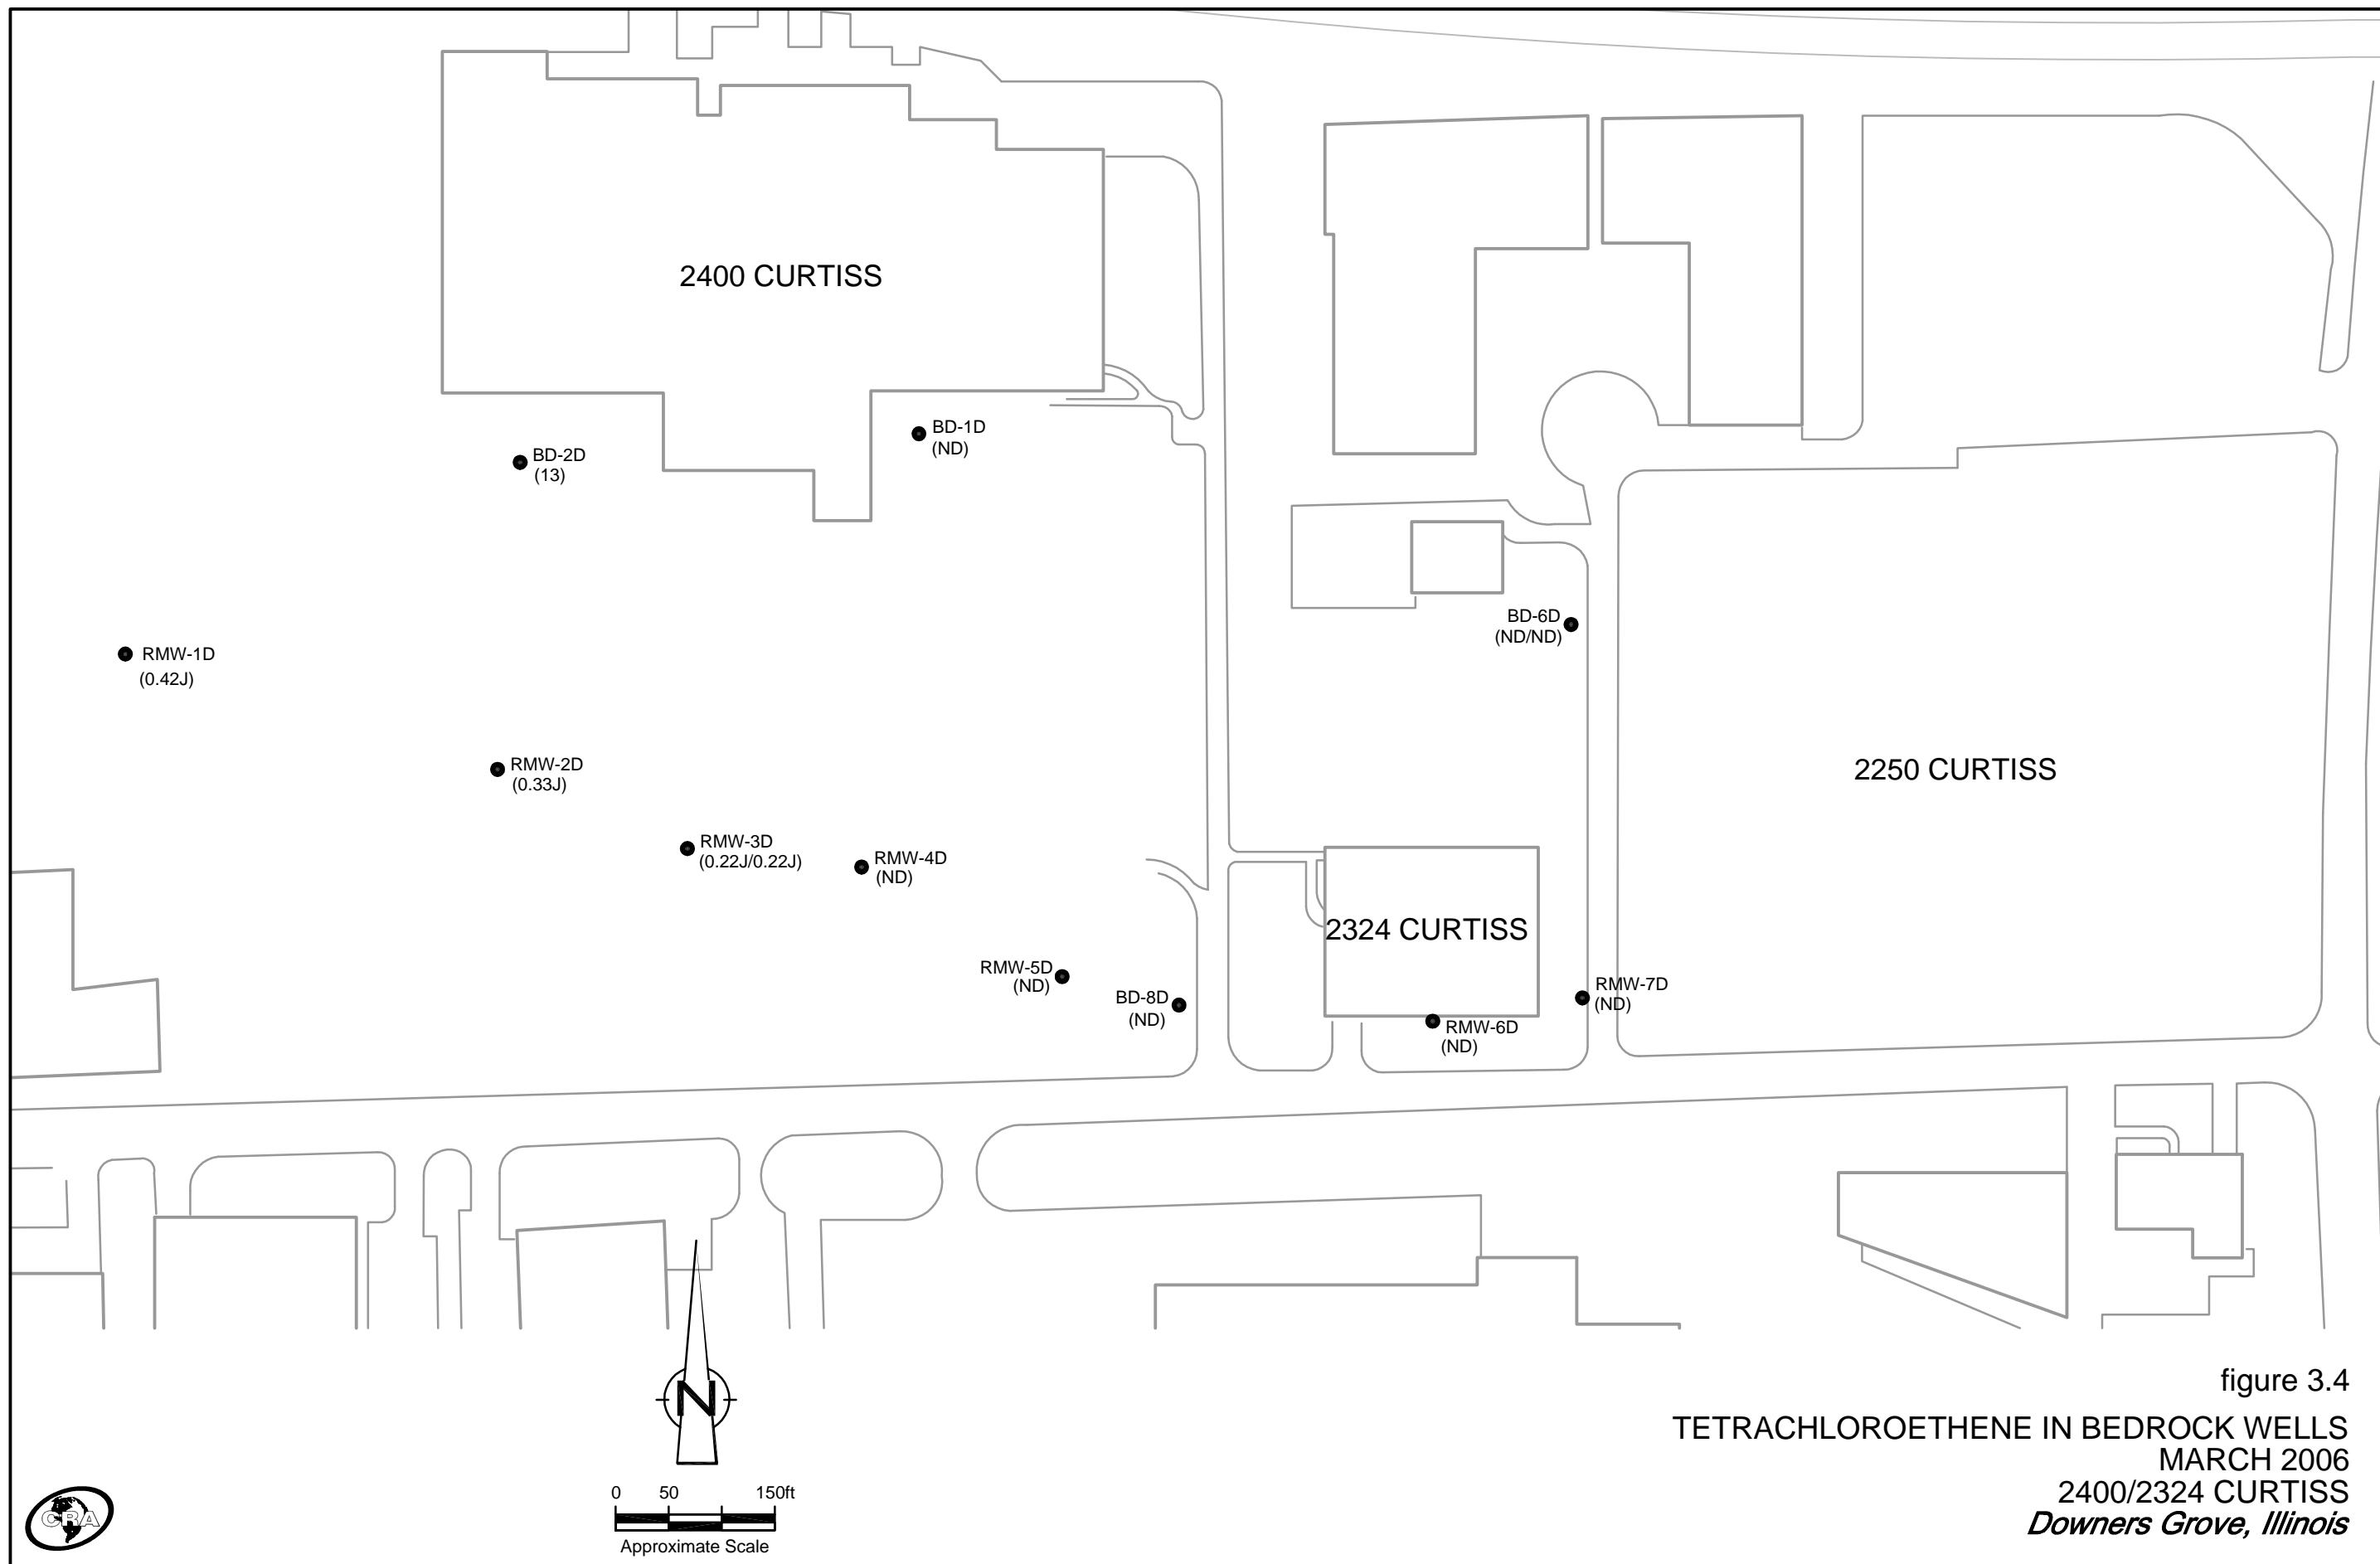 2400 CURTISS
BD-1D
(ND)
BD-2D
(13)
BD-6D
(ND/ND)
RMW-1D
(0.42J)
RMW-2D
(0.33J)
2250 CURTISS
RMW-3D
(0.22J/0.22J)
RMW-4D
(ND)
2324 CURTISS
RMW-5D
(ND)
BD-8D
(ND)
RMW-7D
(ND)
RMW-6D
(ND)
figure 3.4
TETRACHLOROETHENE IN BEDROCK WELLS
MARCH 2006
2400/2324 CURTISS
Downers Grove, Illinois
N
0 50 150ft
Approximate Scale
CRA